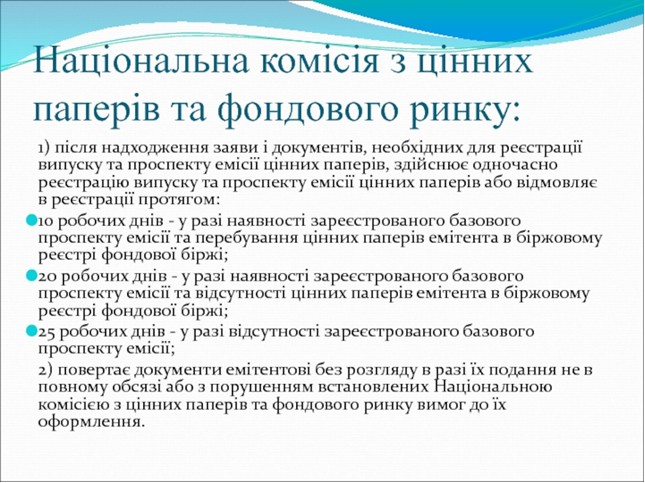 Національна комісія з цінних
паперів та фондового ринку:
1) після надходження заяви і документів, необхідних для реєстрації
випуску та проспекту емісії цінних паперів, здійснює одночасно
реєстрацію випуску та проспекту емісії цінних паперів або відмовляє
в реєстрації протягом:
10 робочих днів - у разі наявності зареєстрованого базового
проспекту емісії та перебування цінних паперів емітента в біржовому
реєстрі фондової біржі;
20 робочих днів - у разі наявності зареєстрованого базового
проспекту емісії та відсутності цінних паперів емітента в біржовому
реєстрі фондової біржі;
25 робочих днів - у разі відсутності зареєстрованого базового
проспекту емісії;
2) повертає документи емітентові без розгляду в разі їх подання не в
повному обсязі або з порушенням встановлених Національною
комісією з цінних паперів та фондового ринку вимог до їх
оформлення.